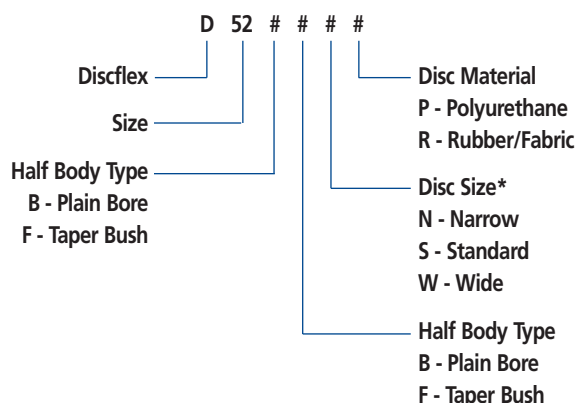 D 52 # # # #
Discflex
Size
Half Body Type
B - Plain Bore
F - Taper Bush
Disc Material
P - Polyurethane
R - Rubber/Fabric
Disc Size*
N - Narrow
S - Standard
W - Wide
Half Body Type
B - Plain Bore
F - Taper Bush